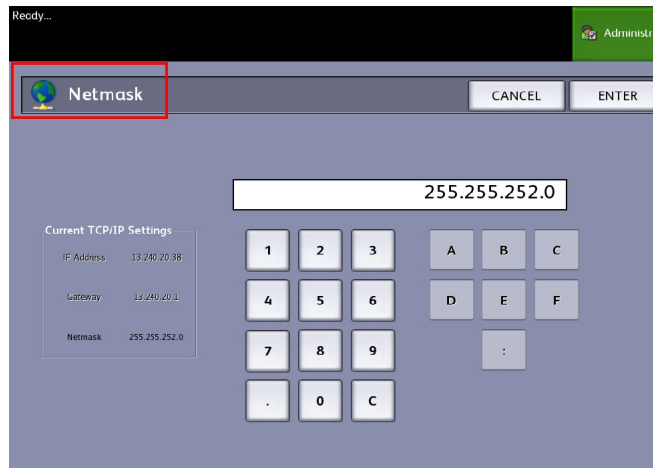 Ready...
Administr
Netmask
CANCEL
ENTER
255.255.252.0
Current TCP/IP Settings
IP Address 13.240.20.38
Gateway 13.240.20.1
Netmask 255.255.252.0
1 2 3 A B C
4 5 6 D E F
7 8 9 :
. 0 C